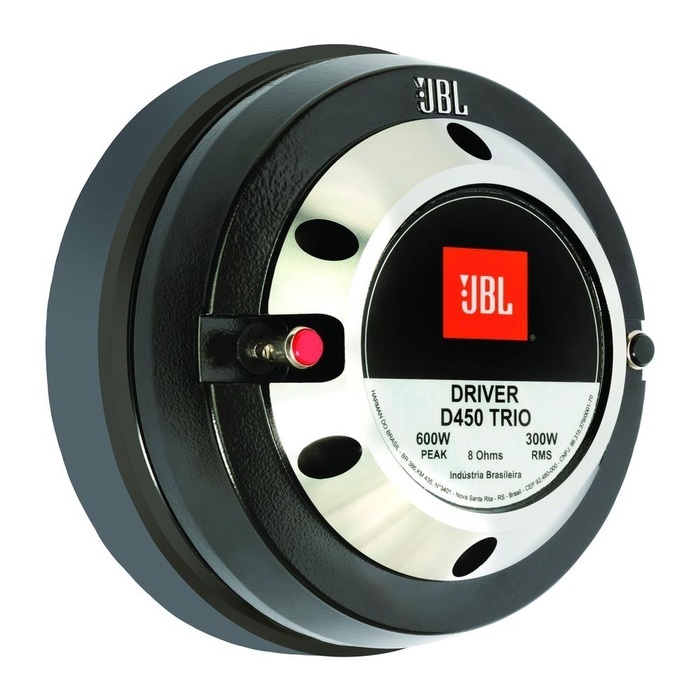 JBL
JBL
®
DRIVER
D450 TRIO
600W 300W
PEAK 8 Ohms RMS
Indústria Brasileira
HARMAN DO BRASIL - BR 386,KM 435, N°3401 - Nova Santa Rita - RS - Brasil - CEP 92.480-000 - CNPJ: 88.315.379/0001-70